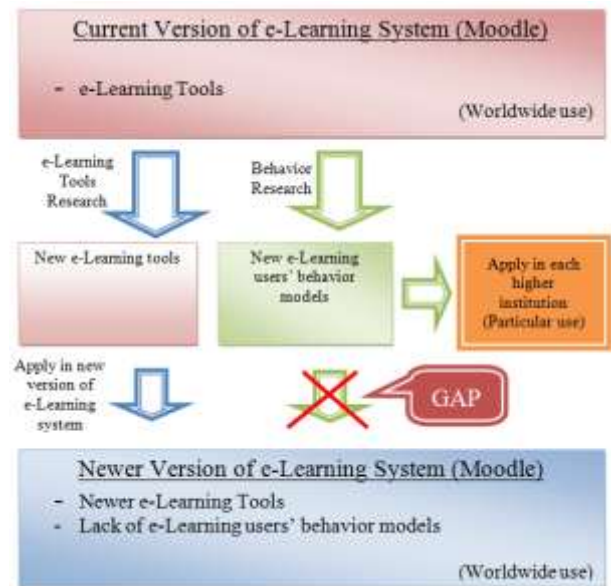 Current Version of e-Learning System (Moodle)
- e-Learning Tools
(Worldwide use)
e-Learning
Tools
Research
Behavior
Research
New e-Learning tools
New e-Learning
users' behavior
models
Apply in each
higher
institution
(Particular use)
Apply in new
version of
e-Learning
system
GAP
Newer Version of e-Learning System (Moodle)
- Newer e-Learning Tools
- Lack of e-Learning users' behavior models
(Worldwide use)